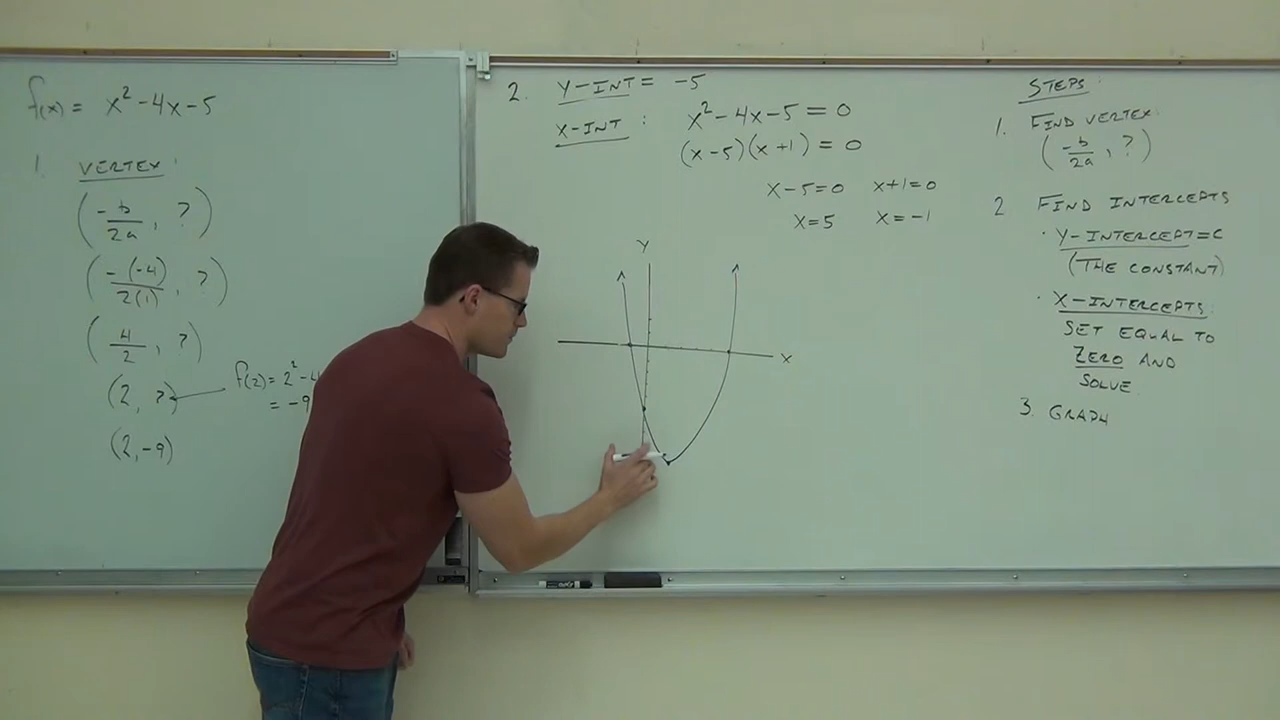 f(x) = x² - 4x - 5
1. VERTEX:
(-b/2a, ?)
(-(-4)/2(1), ?)
(4/2, ?)
(2, ?)
f(2) = 2² - 4
= -9
(2, -9)
2. Y-INT = -5
X-INT : x² - 4x - 5 = 0
(x - 5)(x + 1) = 0
x - 5 = 0 x + 1 = 0
x = 5 x = -1
Y
X
STEPS:
1. FIND VERTEX:
(-b/2a, ?)
2 FIND INTERCEPTS
· Y-INTERCEPT = C
(THE CONSTANT)
· X-INTERCEPTS:
SET EQUAL TO
ZERO AND
SOLVE
3. GRAPH